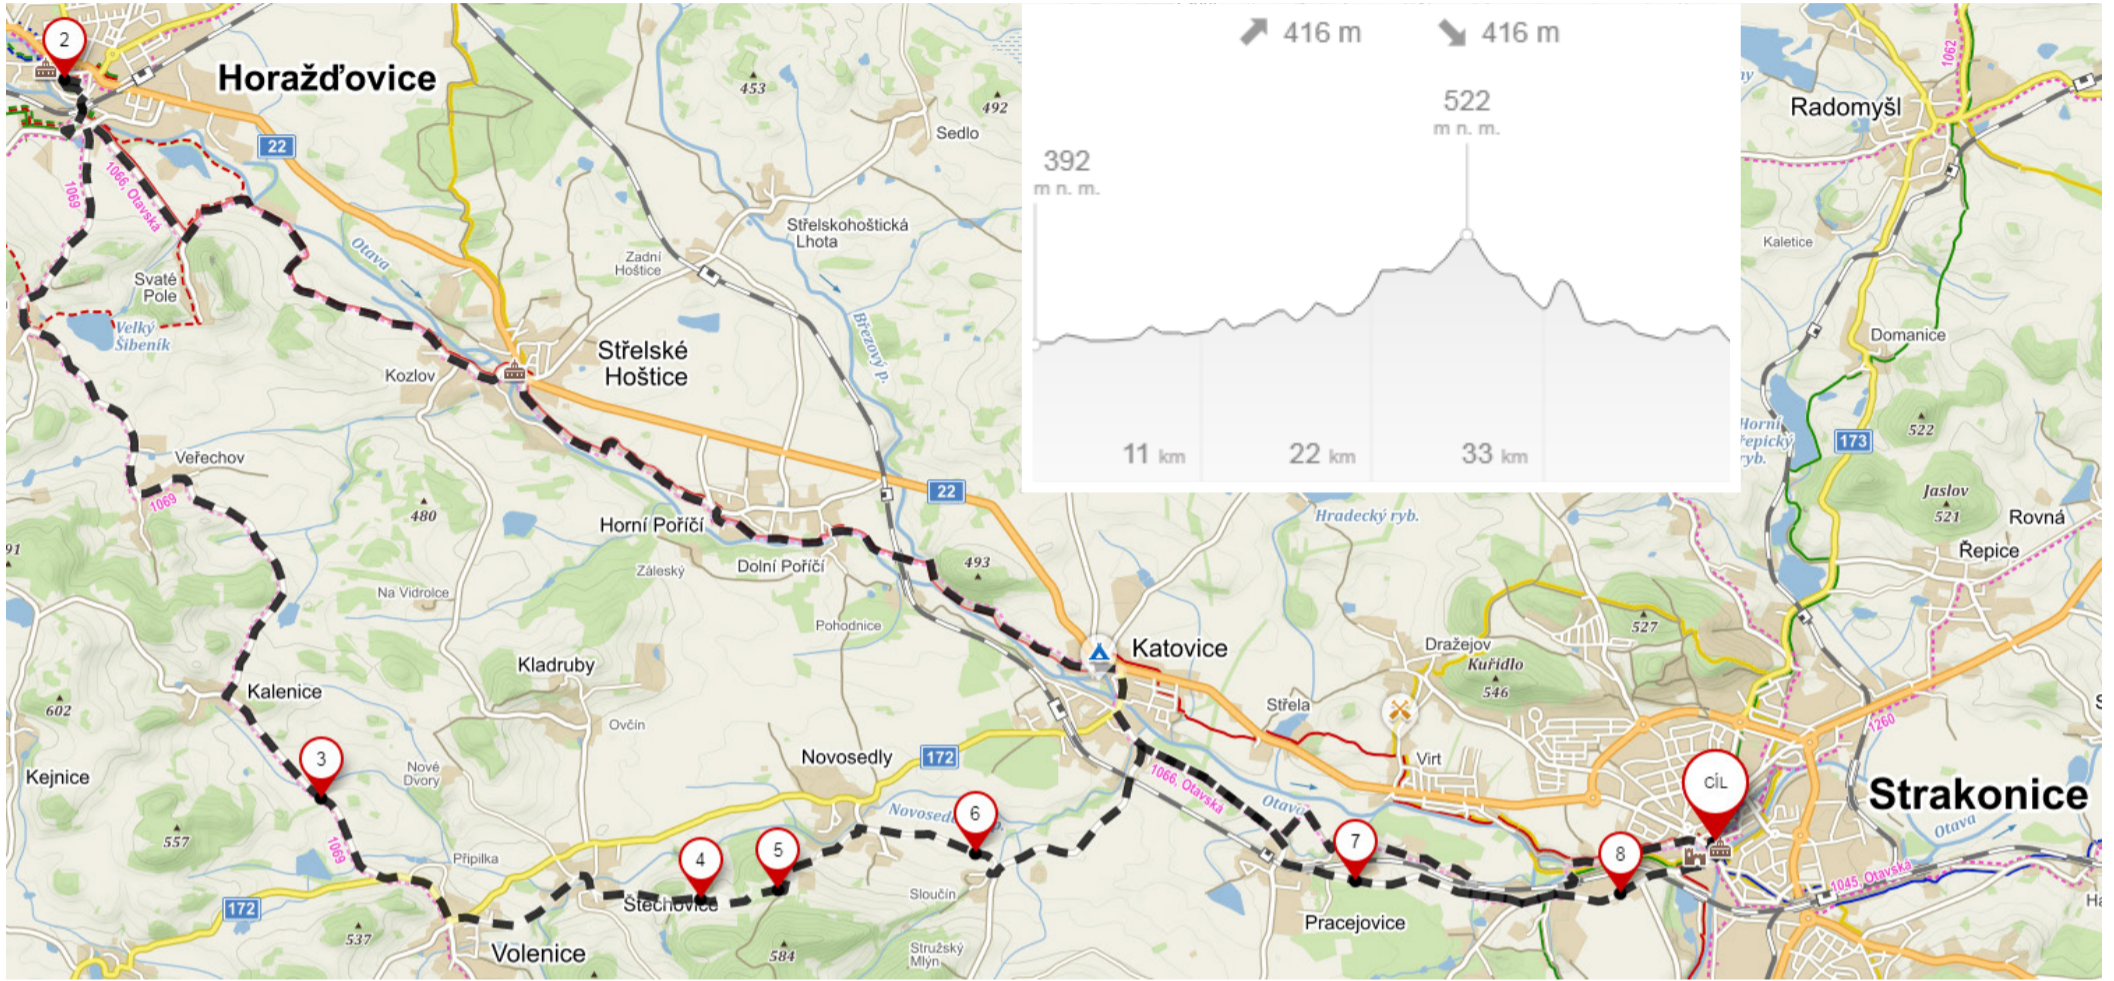 2
Horažďovice
22
453
492
Sedlo
1069
1066, Otavská
Otava
Střelskohoštická
Lhota
Zadní
Hoštice
Svaté
Pole
Velký
Šibeník
Březový p.
Kozlov
Střelské
Hoštice
416 m
416 m
522
m n. m.
392
m n. m.
11 km
22 km
33 km
1062
Radomyšl
Kaletice
Domanice
522
173
Jaslov
521
Rovná
Řepice
Veřechov
1069
480
22
Horní Poříčí
Dolní Poříčí
Záleský
493
Hradecký ryb.
Na Vidrolce
Pohodnice
Katovice
Dražejov
Kuřídlo
546
527
Kalenice
602
Kladruby
Ovčín
Střela
1260
3
Kejnice
Nové
Dvory
Novosedly
172
1066, Otavská
Virt
CÍL
Strakonice
Otava
Otava
557
1069
Připilka
4
5
6
7
8
172
Štěchovice
Sloučín
1045, Otavská
537
Volenice
584
Stružský
Mlýn
Pracejovice